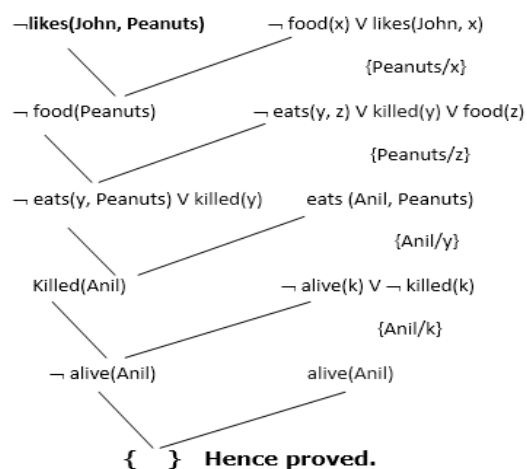 ¬likes(John, Peanuts) ¬ food(x) V likes(John, x)
{Peanuts/x}
¬ food(Peanuts) ¬ eats(y, z) V killed(y) V food(z)
{Peanuts/z}
¬ eats(y, Peanuts) V killed(y) eats (Anil, Peanuts)
{Anil/y}
Killed(Anil) ¬ alive(k) V ¬ killed(k)
{Anil/k}
¬ alive(Anil) alive(Anil)
{ } Hence proved.